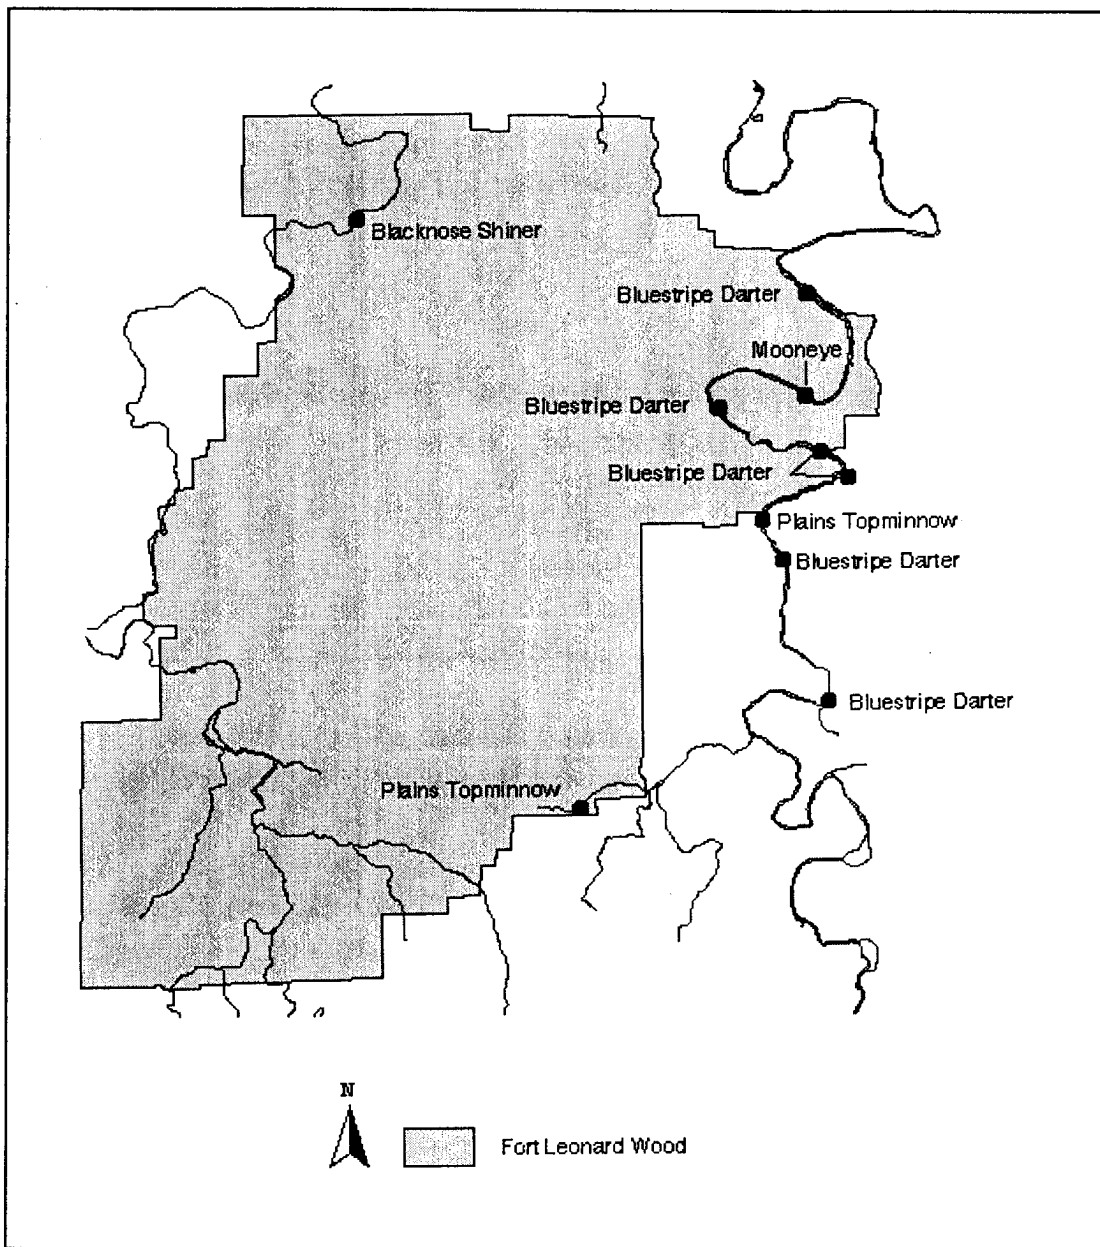 Blacknose Shiner
Bluestripe Darter
Mooneye
Bluestripe Darter
Bluestripe Darter
Plains Topminnow
Bluestripe Darter
Bluestripe Darter
Plains Topminnow
N
Fort Leonard Wood